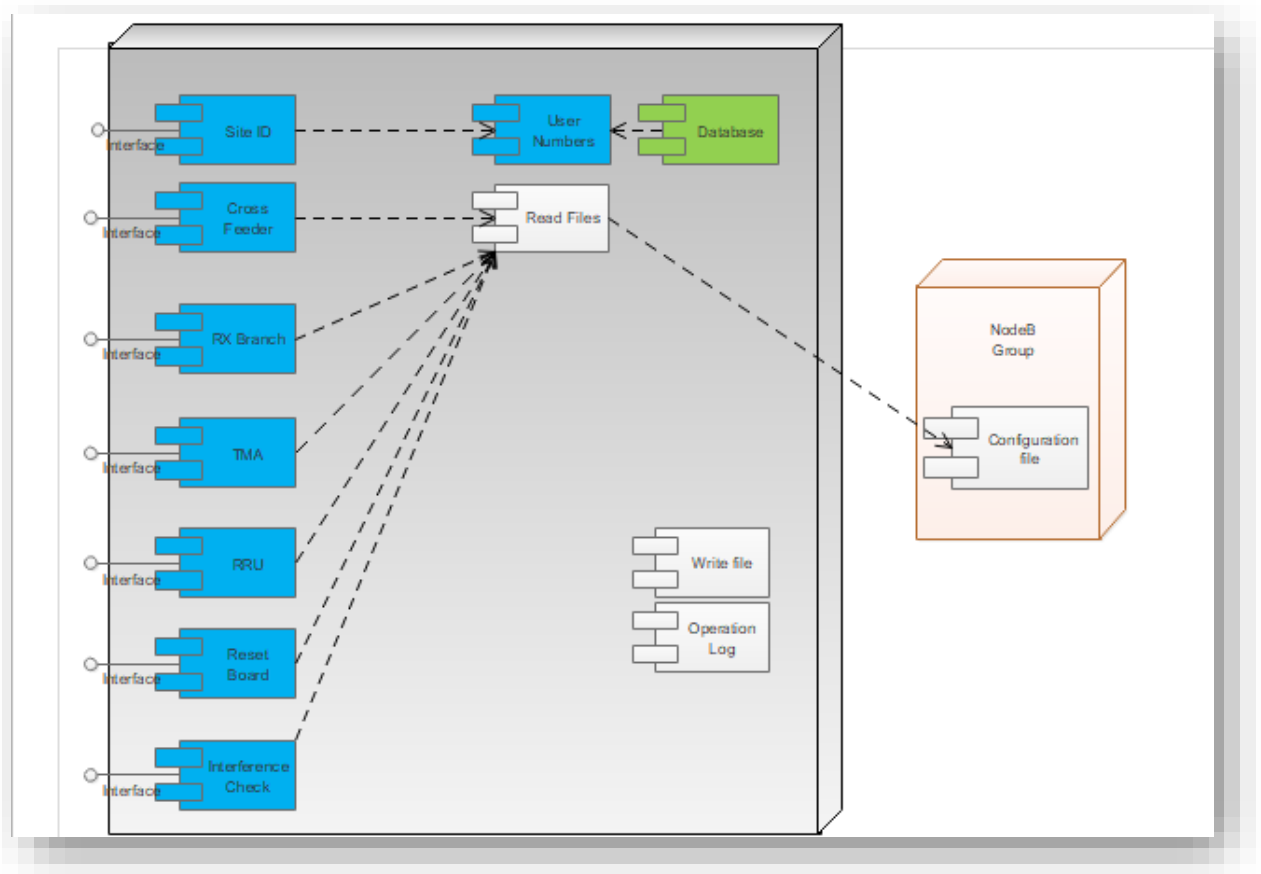 Site ID
User
Numbers
Database
Interface
Cross
Feeder
Read Files
Interface
RX Branch
Interface
NodeB
Group
TMA
Interface
Configuration
file
RRU
Interface
Write file
Operation
Log
Reset
Board
Interface
Interference
Check
Interface